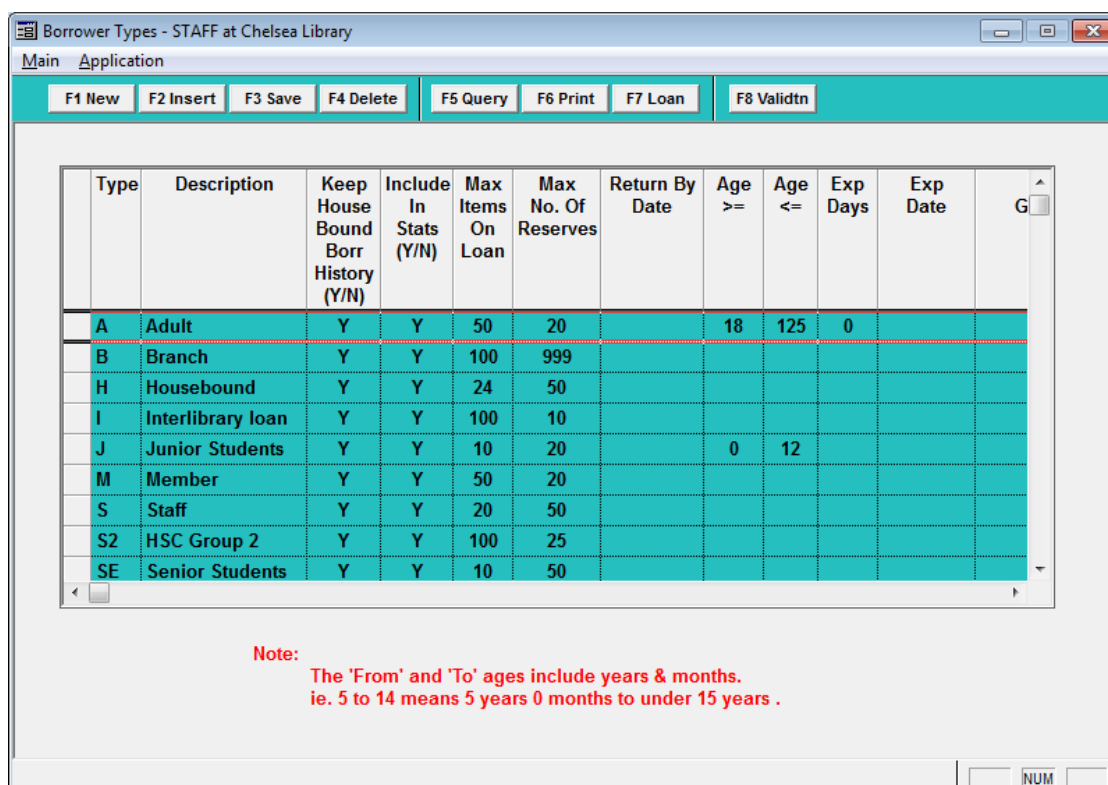 Borrower Types - STAFF at Chelsea Library
Main Application
F1 New F2 Insert F3 Save F4 Delete F5 Query F6 Print F7 Loan F8 Validtn
Type Description Keep Include Max Max Return By Age Age Exp Exp
House In Items No. Of Date >= <= Days Date G
Bound Stats On Reserves
Borr (Y/N) Loan
History
(Y/N)
A Adult Y Y 50 20 18 125 0
B Branch Y Y 100 999
H Housebound Y Y 24 50
I Interlibrary loan Y Y 100 10
J Junior Students Y Y 10 20 0 12
M Member Y Y 50 20
S Staff Y Y 20 50
S2 HSC Group 2 Y Y 100 25
SE Senior Students Y Y 10 50
Note:
The 'From' and 'To' ages include years & months.
ie. 5 to 14 means 5 years 0 months to under 15 years .
NUM